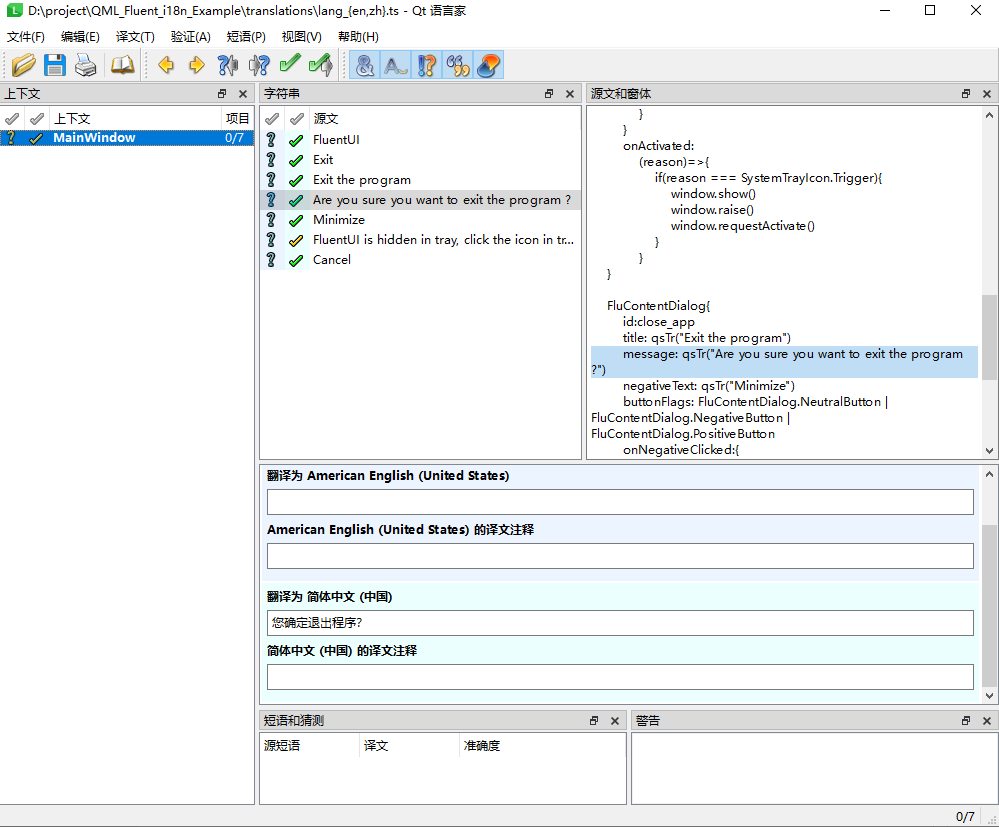 D:\project\QML_Fluent_i18n_Example\translations\lang_{en,zh}.ts - Qt 语言家
文件(F) 编辑(E) 译文(T) 验证(A) 短语(P) 视图(V) 帮助(H)
上下文
上下文 项目
MainWindow 0/7
字符串
源文
FluentUI
Exit
Exit the program
Are you sure you want to exit the program ?
Minimize
FluentUI is hidden in tray, click the icon in tr...
Cancel
源文和窗体
}
}
onActivated:
(reason)=>{
if(reason === SystemTrayIcon.Trigger){
window.show()
window.raise()
window.requestActivate()
}
}
}
FluContentDialog{
id:close_app
title: qsTr("Exit the program")
message: qsTr("Are you sure you want to exit the program
?")
negativeText: qsTr("Minimize")
buttonFlags: FluContentDialog.NeutralButton |
FluContentDialog.NegativeButton |
FluContentDialog.PositiveButton
onNegativeClicked:{
翻译为 American English (United States)
American English (United States) 的译文注释
翻译为 简体中文 (中国)
您确定退出程序?
简体中文 (中国) 的译文注释
短语和猜测
源短语 译文 准确度
警告
0/7